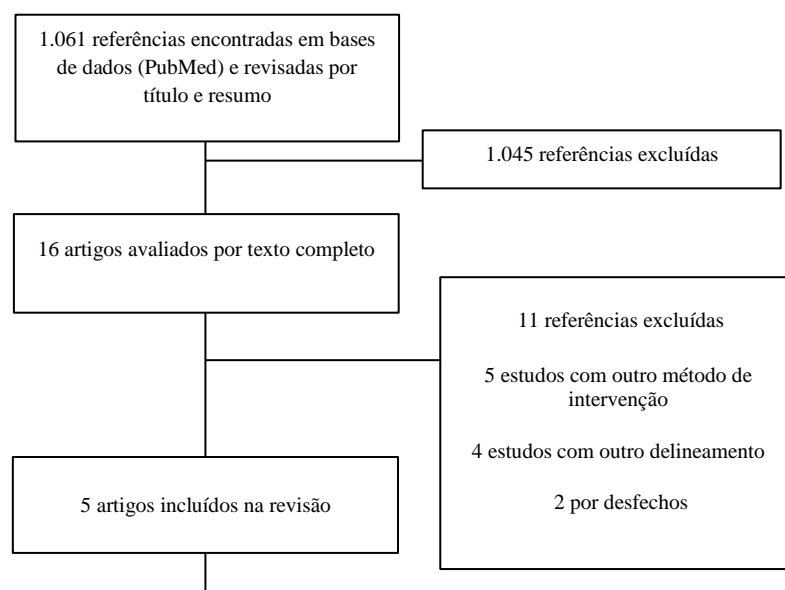 1.061 referências encontradas em bases
de dados (PubMed) e revisadas por
título e resumo
1.045 referências excluídas
16 artigos avaliados por texto completo
11 referências excluídas
5 estudos com outro método de
intervenção
4 estudos com outro delineamento
2 por desfechos
5 artigos incluídos na revisão